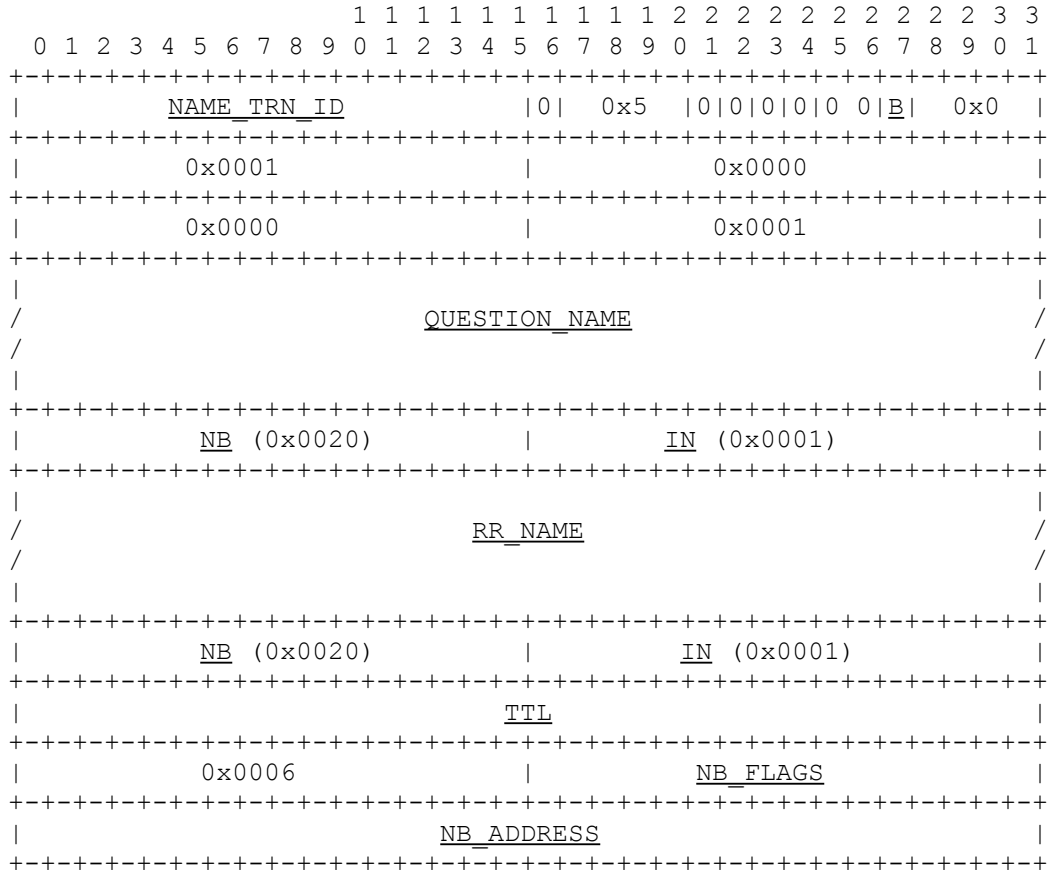 1 1 1 1 1 1 1 1 1 1 2 2 2 2 2 2 2 2 2 2 3 3
  0 1 2 3 4 5 6 7 8 9 0 1 2 3 4 5 6 7 8 9 0 1 2 3 4 5 6 7 8 9 0 1
+-+-+-+-+-+-+-+-+-+-+-+-+-+-+-+-+-+-+-+-+-+-+-+-+-+-+-+-+-+-+-+-+
|         NAME_TRN_ID           |0|  0x5  |0|0|0|0|0 0|B|  0x0  |
+-+-+-+-+-+-+-+-+-+-+-+-+-+-+-+-+-+-+-+-+-+-+-+-+-+-+-+-+-+-+-+-+
|          0x0001               |           0x0000              |
+-+-+-+-+-+-+-+-+-+-+-+-+-+-+-+-+-+-+-+-+-+-+-+-+-+-+-+-+-+-+-+-+
|          0x0000               |           0x0001              |
+-+-+-+-+-+-+-+-+-+-+-+-+-+-+-+-+-+-+-+-+-+-+-+-+-+-+-+-+-+-+-+-+
|                                                               |
/                         QUESTION_NAME                         /
/                                                               /
|                                                               |
+-+-+-+-+-+-+-+-+-+-+-+-+-+-+-+-+-+-+-+-+-+-+-+-+-+-+-+-+-+-+-+-+
|           NB (0x0020)         |        IN (0x0001)            |
+-+-+-+-+-+-+-+-+-+-+-+-+-+-+-+-+-+-+-+-+-+-+-+-+-+-+-+-+-+-+-+-+
|                                                               |
/                            RR_NAME                            /
/                                                               /
|                                                               |
+-+-+-+-+-+-+-+-+-+-+-+-+-+-+-+-+-+-+-+-+-+-+-+-+-+-+-+-+-+-+-+-+
|           NB (0x0020)         |         IN (0x0001)           |
+-+-+-+-+-+-+-+-+-+-+-+-+-+-+-+-+-+-+-+-+-+-+-+-+-+-+-+-+-+-+-+-+
|                              TTL                              |
+-+-+-+-+-+-+-+-+-+-+-+-+-+-+-+-+-+-+-+-+-+-+-+-+-+-+-+-+-+-+-+-+
|           0x0006              |          NB_FLAGS             |
+-+-+-+-+-+-+-+-+-+-+-+-+-+-+-+-+-+-+-+-+-+-+-+-+-+-+-+-+-+-+-+-+
|                          NB_ADDRESS                           |
+-+-+-+-+-+-+-+-+-+-+-+-+-+-+-+-+-+-+-+-+-+-+-+-+-+-+-+-+-+-+-+-+